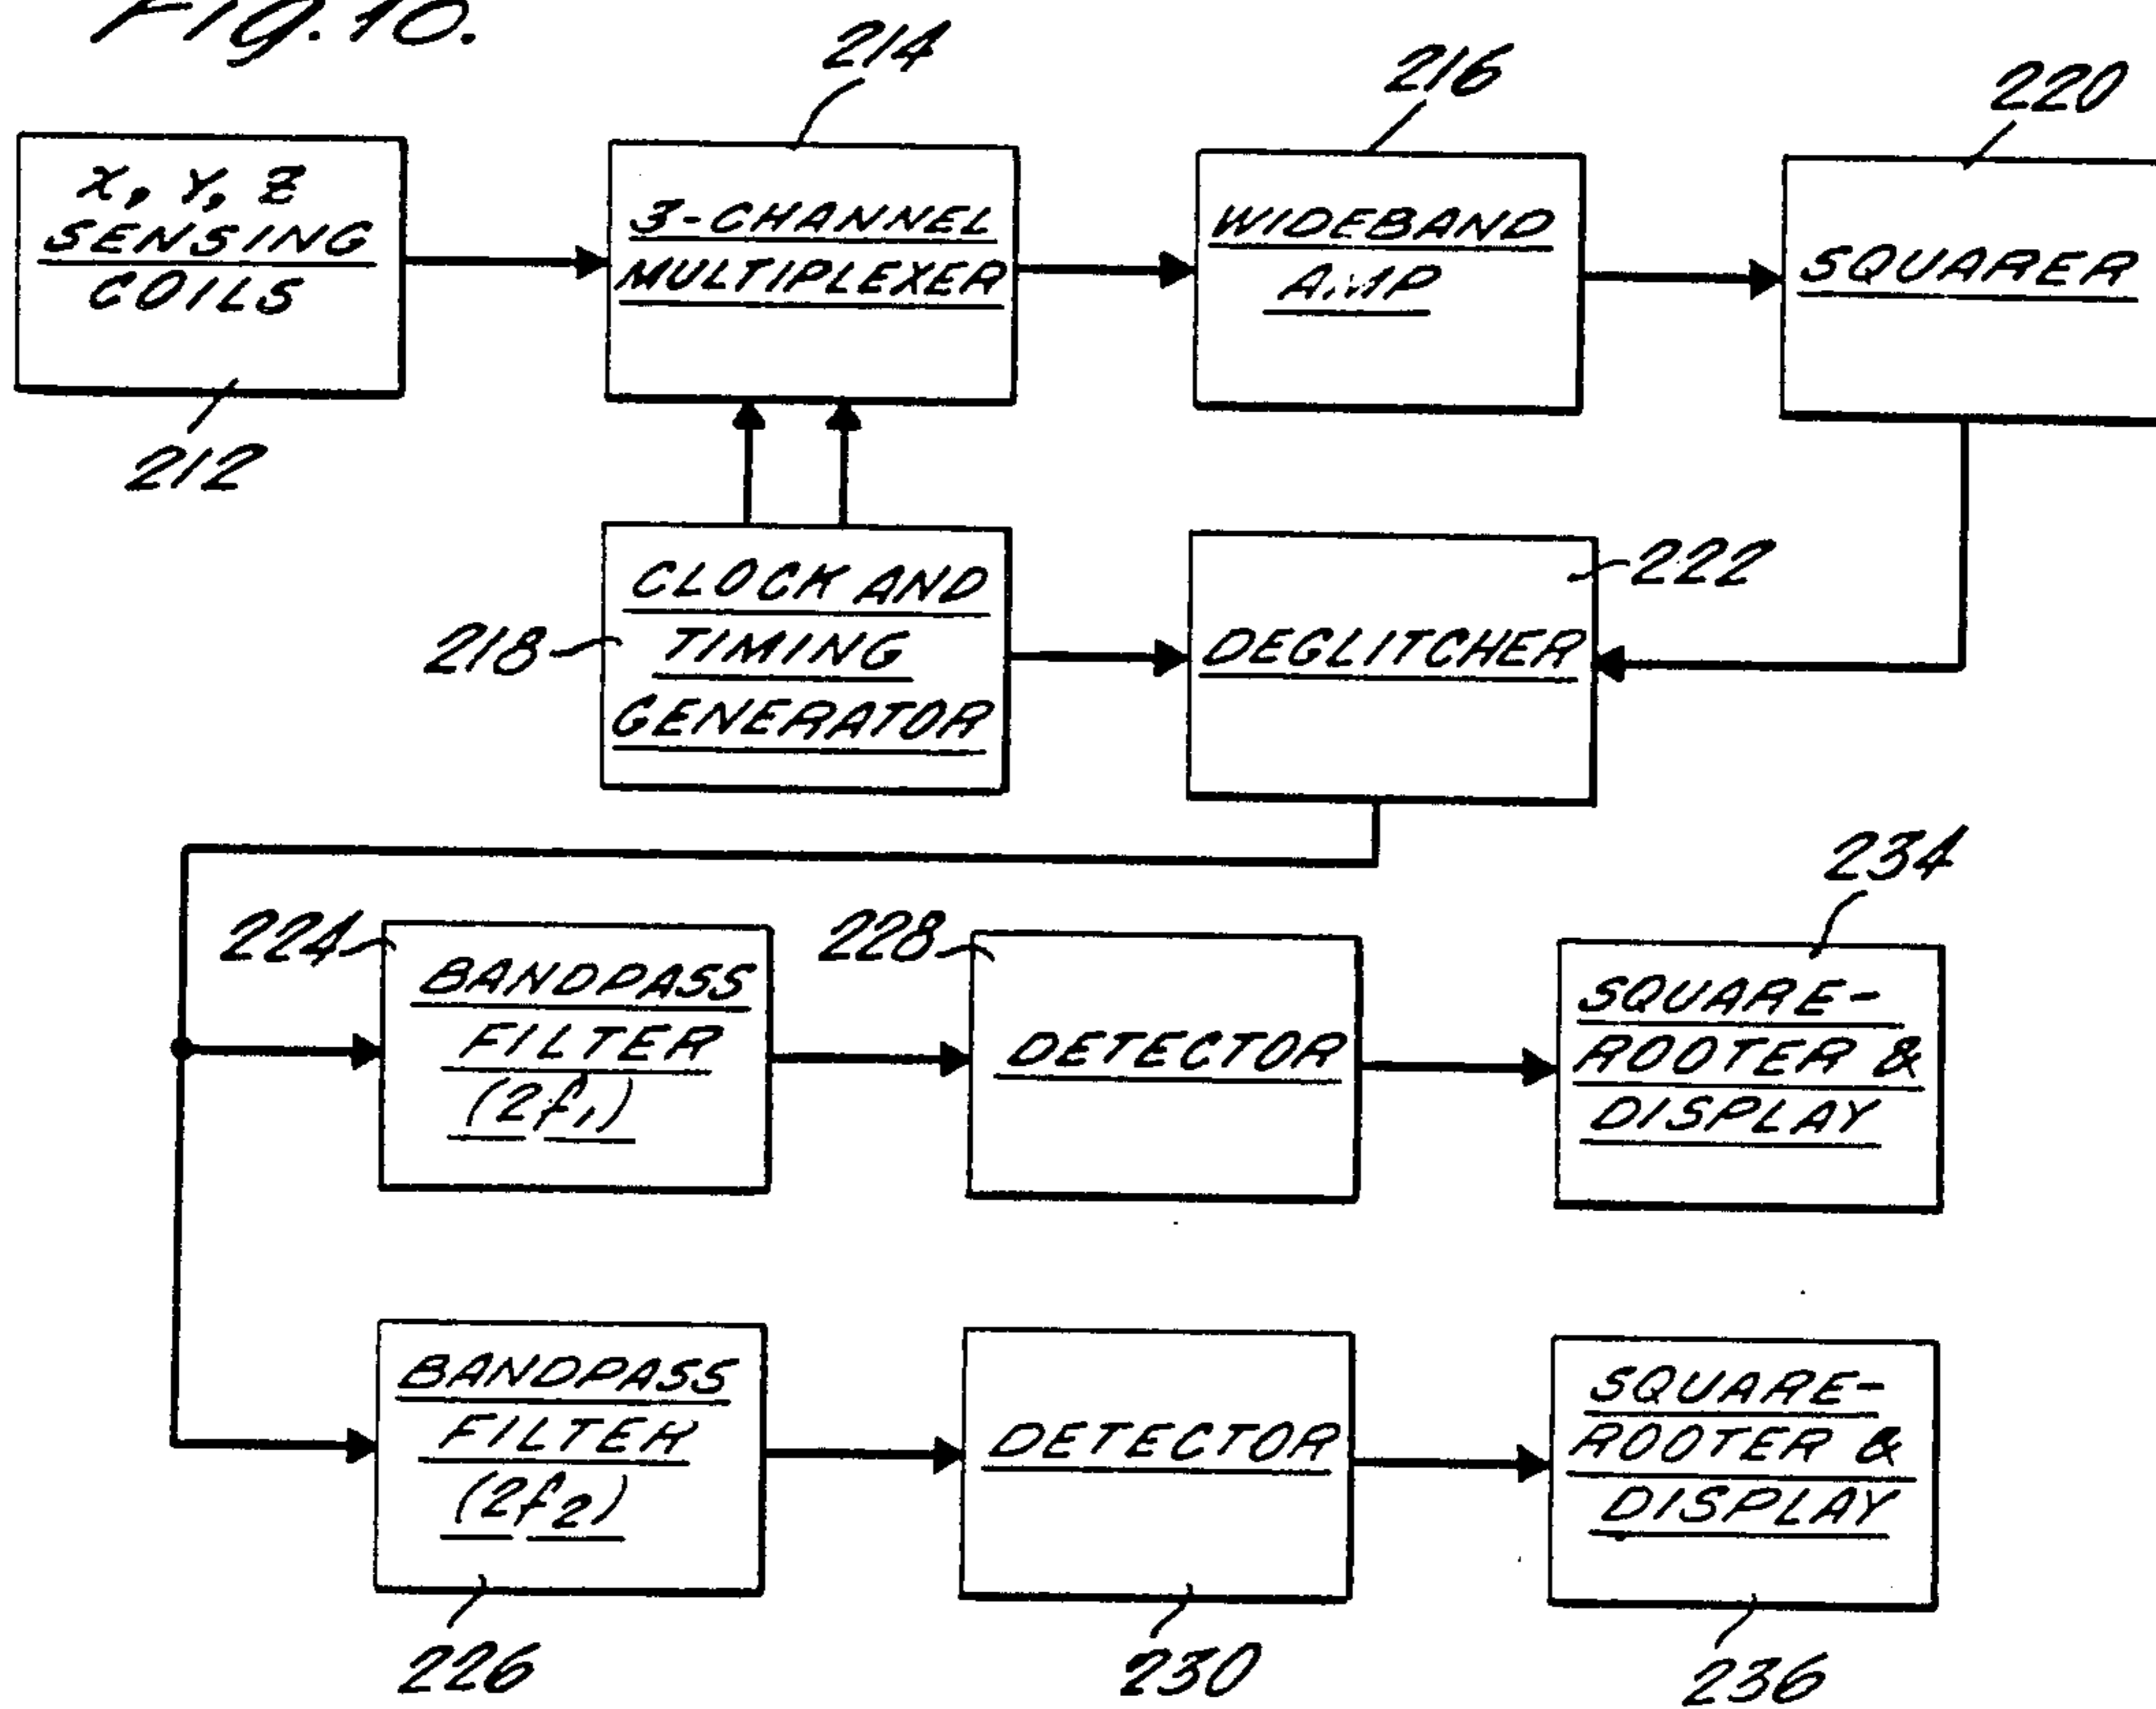 Fig. 10.
214
216
220
X, Y, Z
SENSING
COILS
3-CHANNEL
MULTIPLEXER
WIDEBAND
AMP
SQUARER
212
218
CLOCK AND
TIMING
GENERATOR
DEGLITCHER
222
224
BANDPASS
FILTER
(2f1)
228
DETECTOR
234
SQUARE-
ROOTER &
DISPLAY
BANDPASS
FILTER
(2f2)
DETECTOR
SQUARE-
ROOTER &
DISPLAY
226
230
236